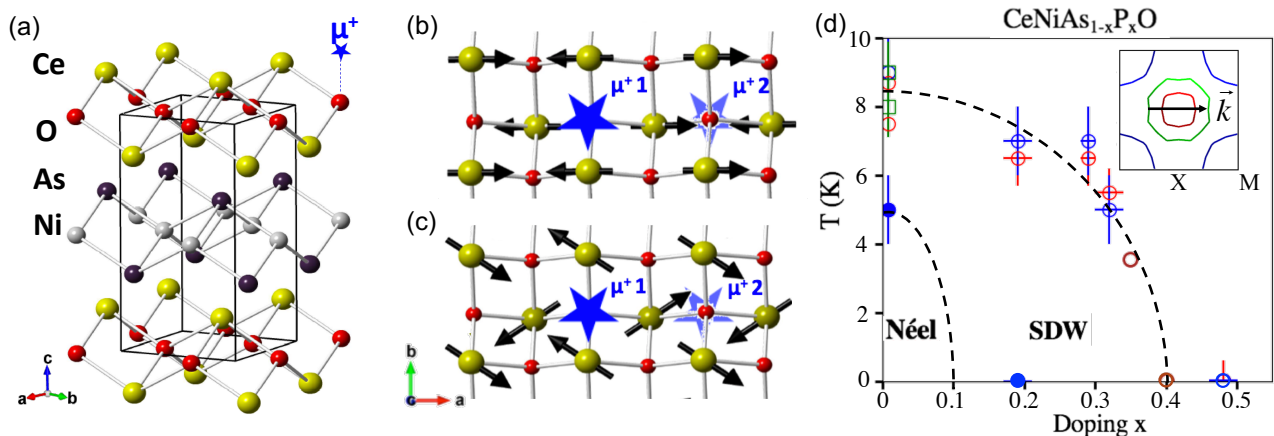 (a)
μ+
Ce
O
As
Ni
c
a
b
(b)
μ+ 1
μ+ 2
(c)
μ+ 1
μ+ 2
b
c
a
(d)
CeNiAs1-xPxO
10
8
6
4
2
0
T (K)
k
X M
Néel
SDW
0 0.1 0.2 0.3 0.4 0.5
Doping x